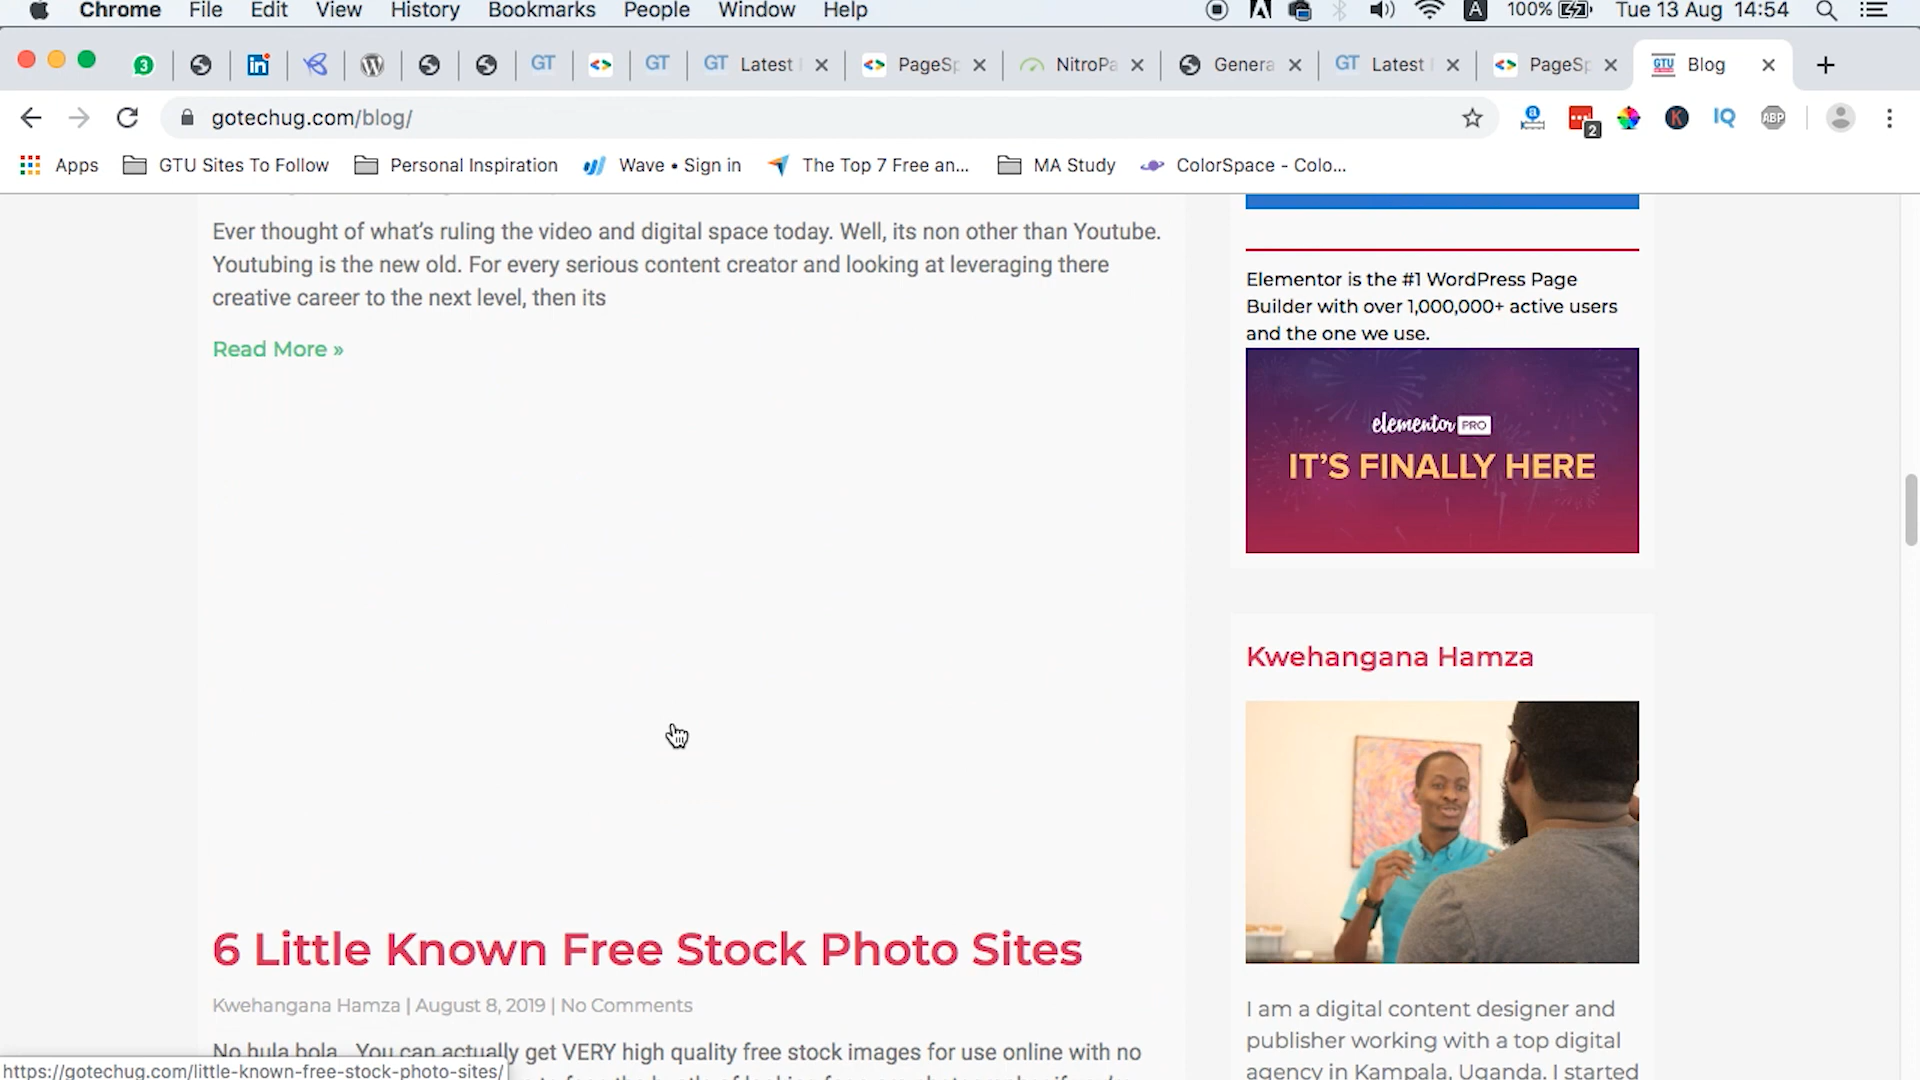 Chrome File Edit View History Bookmarks People Window Help A 100% Tue 13 Aug 14:54
3 GT GT GT Latest PageSp NitroPa Genera GT Latest PageSp GTU Blog
gotechug.com/blog/ 2 K IQ ABP
Apps GTU Sites To Follow Personal Inspiration Wave • Sign in The Top 7 Free an... MA Study ColorSpace - Colo...
Ever thought of what's ruling the video and digital space today. Well, its non other than Youtube.
Youtubing is the new old. For every serious content creator and looking at leveraging there
creative career to the next level, then its
Read More »
6 Little Known Free Stock Photo Sites
Kwehangana Hamza | August 8, 2019 | No Comments
No hula bola.. You can actually get VERY high quality free stock images for use online with no
https://gotechug.com/little-known-free-stock-photo-sites/
Elementor is the #1 WordPress Page
Builder with over 1,000,000+ active users
and the one we use.
elementor PRO
IT'S FINALLY HERE
Kwehangana Hamza
I am a digital content designer and
publisher working with a top digital
agency in Kampala, Uganda. I started